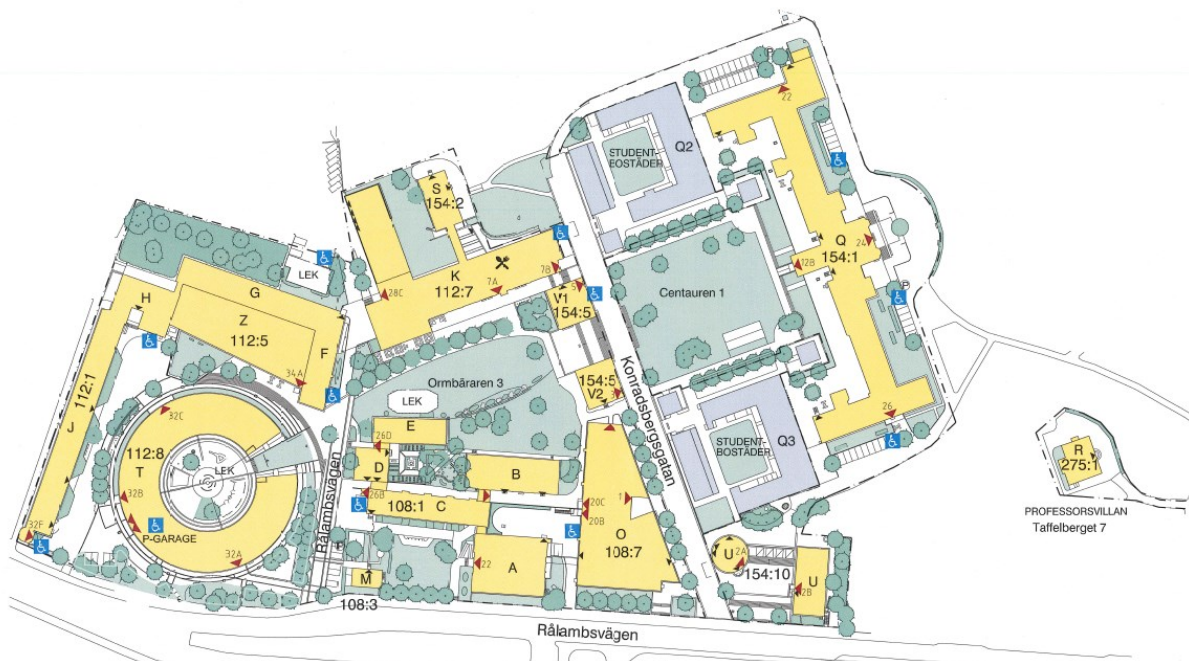 P
22
Q2
STUDENT-
BOSTÄDER
S
154:2
Q
154:1
24
12B
7B
K
112:7
7A
28C
LEK
G
H
Z
112:5
F
V1
154:5
Centauren 1
P
34A
Ormbäraren 3
LEK
154:5
V2
Konradsbergsgatan
26
112:1
J
32C
112:8
T
LEK
E
26D
D
B
STUDENT-
BOSTÄDER
Q3
R
275:1
PROFESSORSVILLAN
Taffelberget 7
32B
26B
108:1
C
20C
20B
O
108:7
P-GARAGE
32F
32A
Rålambsvägen
22
A
M
108:3
U
2A
154:10
U
2B
Rålambsvägen